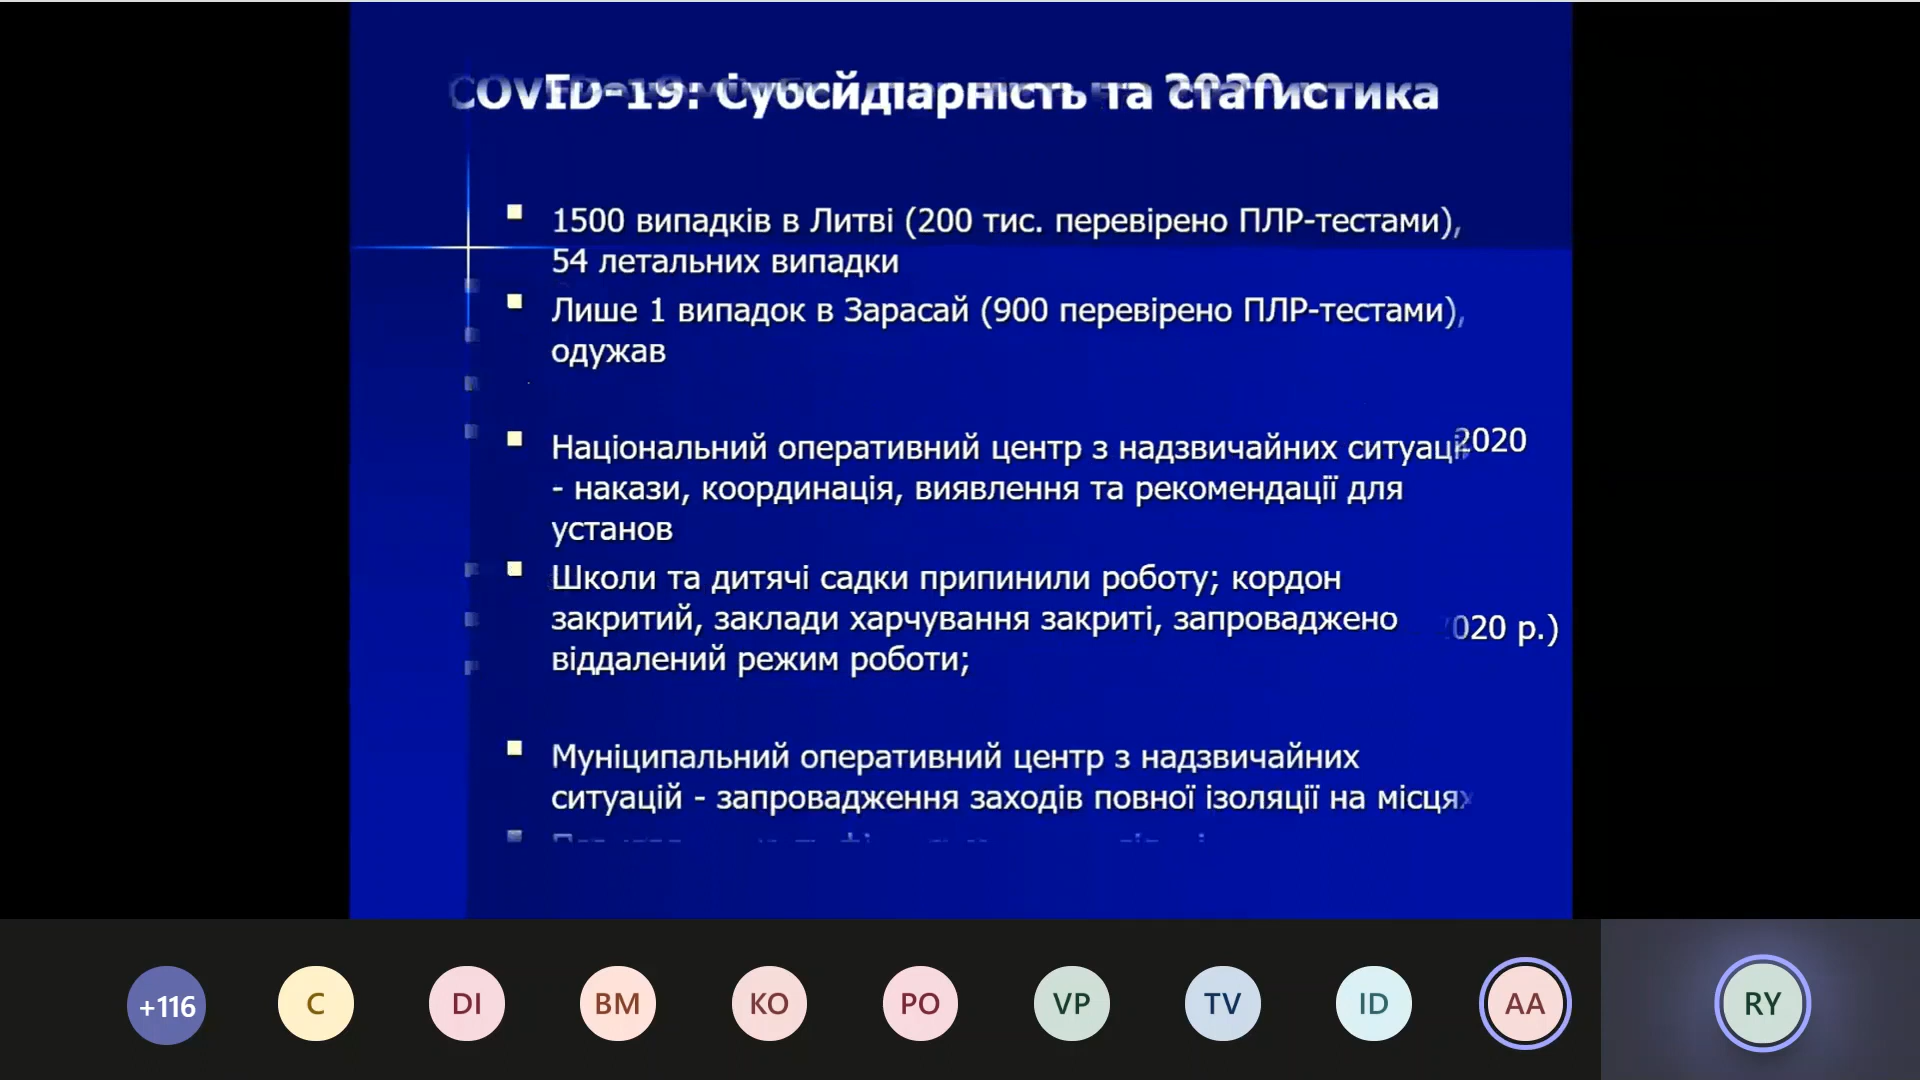 COVID-19: Субсидіарність та статистика
1500 випадків в Литві (200 тис. перевірено ПЛР-тестами),
54 летальних випадки
Лише 1 випадок в Зарасай (900 перевірено ПЛР-тестами),
одужав
Національний оперативний центр з надзвичайних ситуаці
2020
- накази, координація, виявлення та рекомендації для
установ
Школи та дитячі садки припинили роботу; кордон
закритий, заклади харчування закриті, запроваджено
020 р.)
віддалений режим роботи;
Муніципальний оперативний центр з надзвичайних
ситуацій - запровадження заходів повної ізоляції на місцях
+116 C DI BM KO PO VP TV ID AA RY